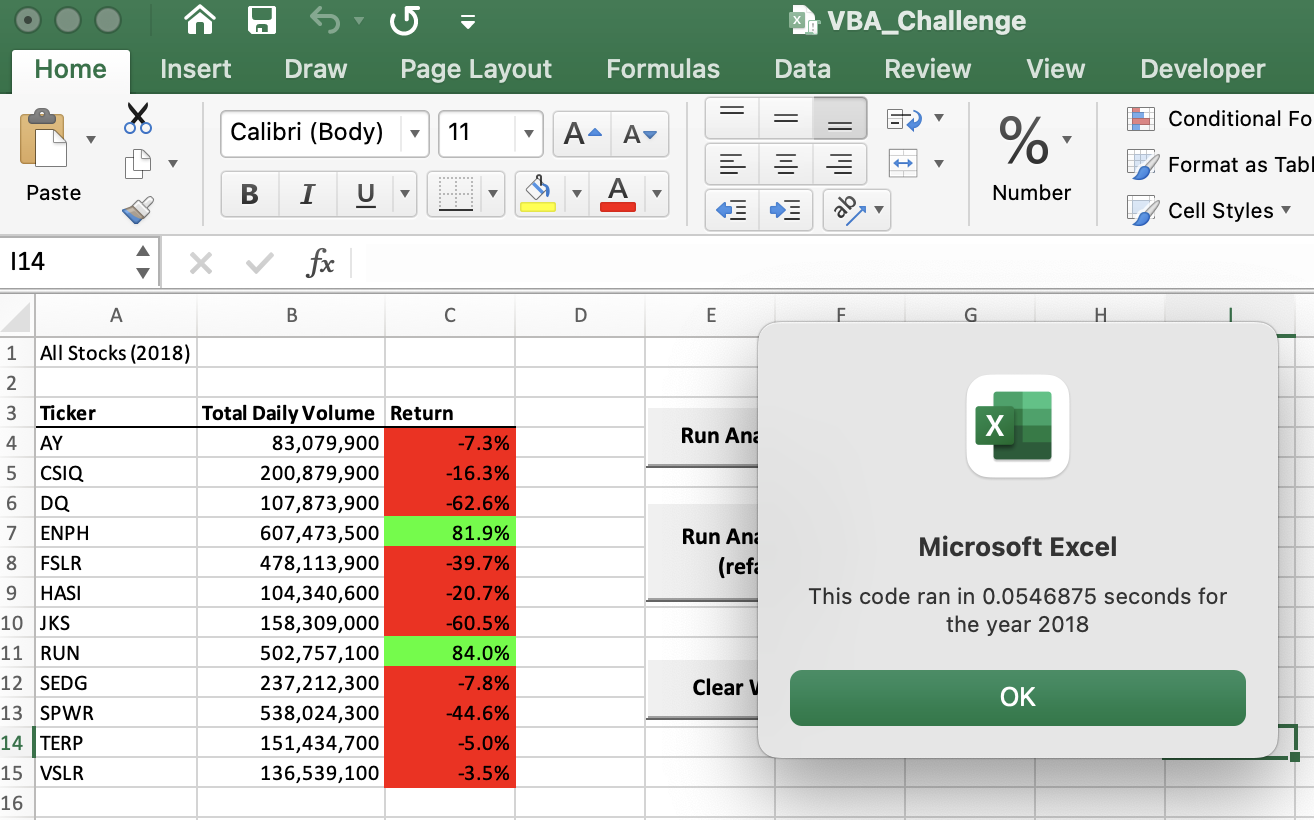 VBA_Challenge
Home Insert Draw Page Layout Formulas Data Review View Developer
Calibri (Body) 11 A A
Conditional Fo
Paste
B I U A
ab
%
Number
Format as Tabl
Cell Styles
I14 fx
A B C D E F G H I
1 All Stocks (2018)
2
3 Ticker Total Daily Volume Return
4 AY 83,079,900 -7.3% Run Ana
5 CSIQ 200,879,900 -16.3%
6 DQ 107,873,900 -62.6%
7 ENPH 607,473,500 81.9% Run Ana
8 FSLR 478,113,900 -39.7% (refa
9 HASI 104,340,600 -20.7%
10 JKS 158,309,000 -60.5%
11 RUN 502,757,100 84.0%
12 SEDG 237,212,300 -7.8% Clear W
13 SPWR 538,024,300 -44.6%
14 TERP 151,434,700 -5.0%
15 VSLR 136,539,100 -3.5%
16
X
Microsoft Excel
This code ran in 0.0546875 seconds for
the year 2018
OK